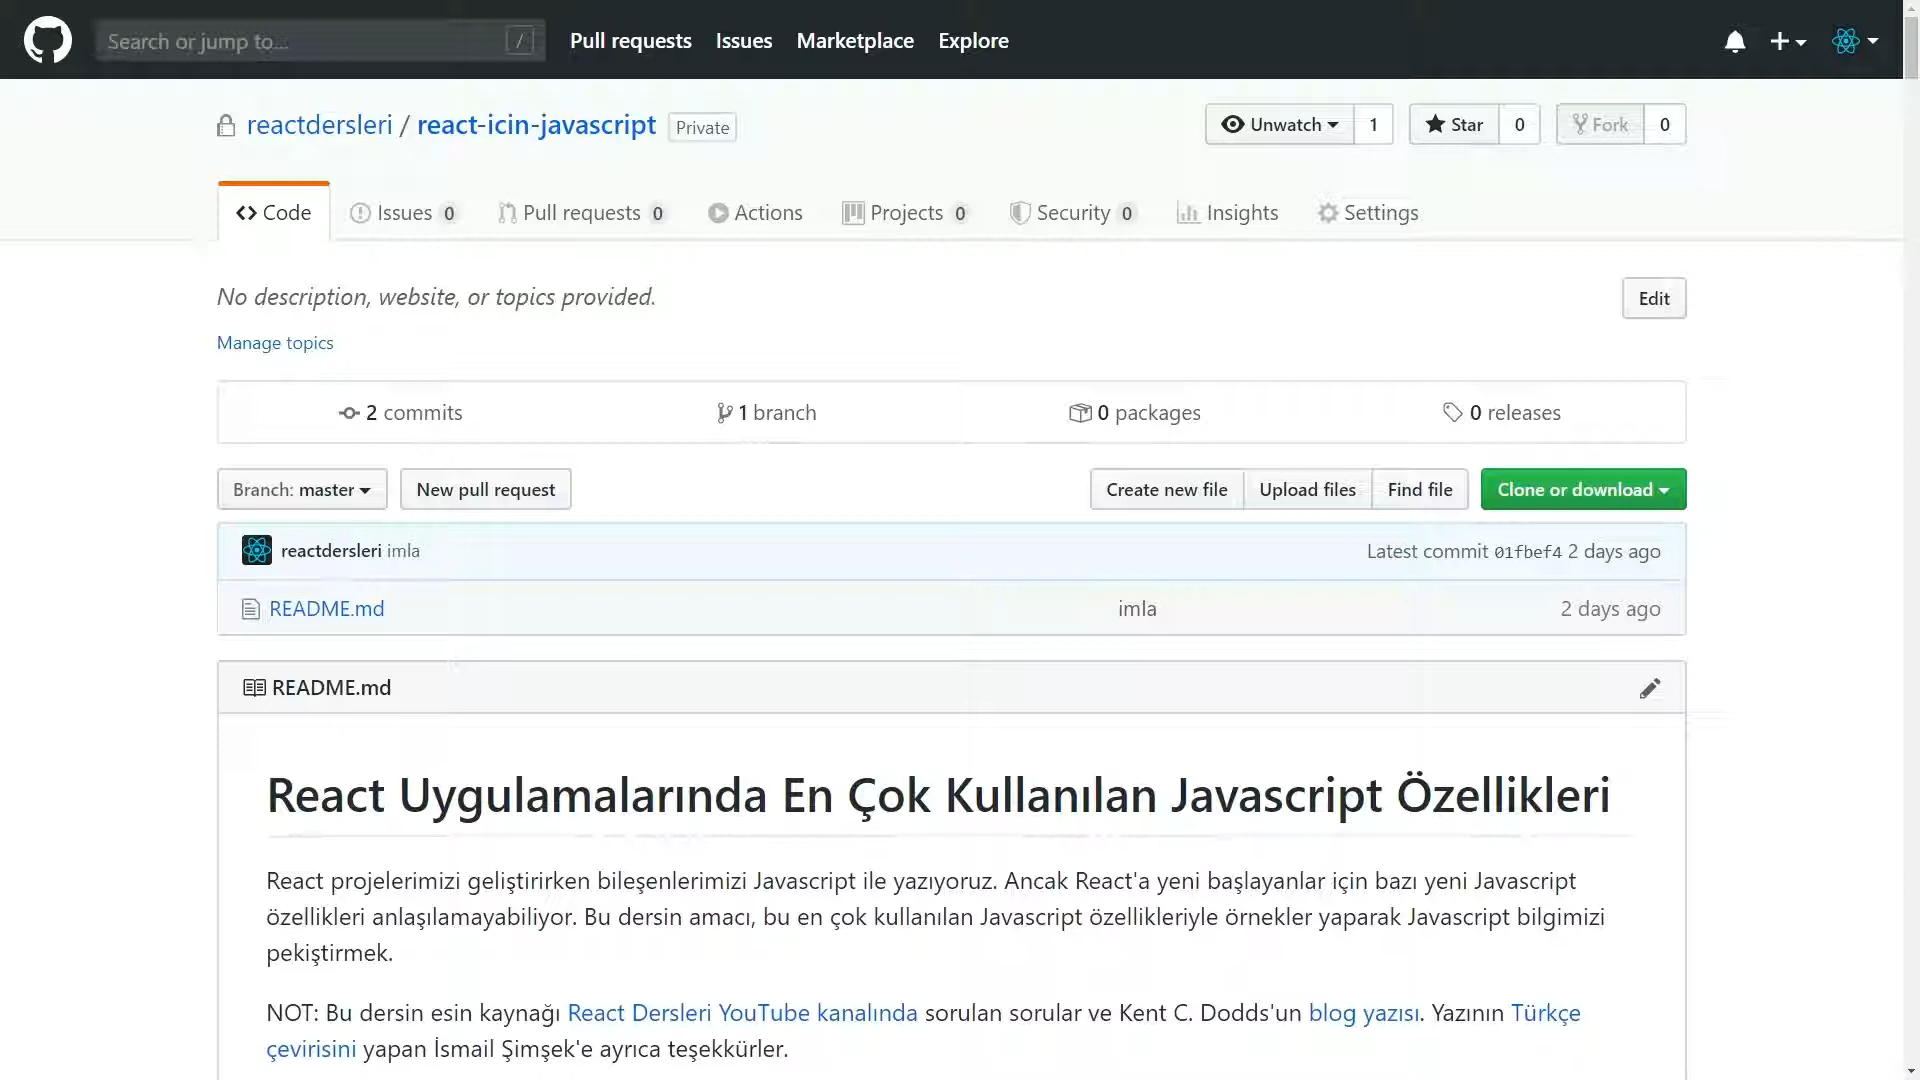 Search or jump to... /
Pull requests Issues Marketplace Explore
reactdersleri / react-icin-javascript Private
Unwatch 1 Star 0 Fork 0
Code Issues 0 Pull requests 0 Actions Projects 0 Security 0 Insights Settings
No description, website, or topics provided.
Edit
Manage topics
2 commits 1 branch 0 packages 0 releases
Branch: master New pull request Create new file Upload files Find file Clone or download
reactdersleri imla Latest commit 01fbef4 2 days ago
README.md imla 2 days ago
README.md
React Uygulamalarında En Çok Kullanılan Javascript Özellikleri
React projelerimizi geliştirirken bileşenlerimizi Javascript ile yazıyoruz. Ancak React'a yeni başlayanlar için bazı yeni Javascript
özellikleri anlaşılamayabiliyor. Bu dersin amacı, bu en çok kullanılan Javascript özellikleriyle örnekler yaparak Javascript bilgimizi
pekiştirmek.
NOT: Bu dersin esin kaynağı React Dersleri YouTube kanalında sorulan sorular ve Kent C. Dodds'un blog yazısı. Yazının Türkçe
çevirisini yapan İsmail Şimşek'e ayrıca teşekkürler.